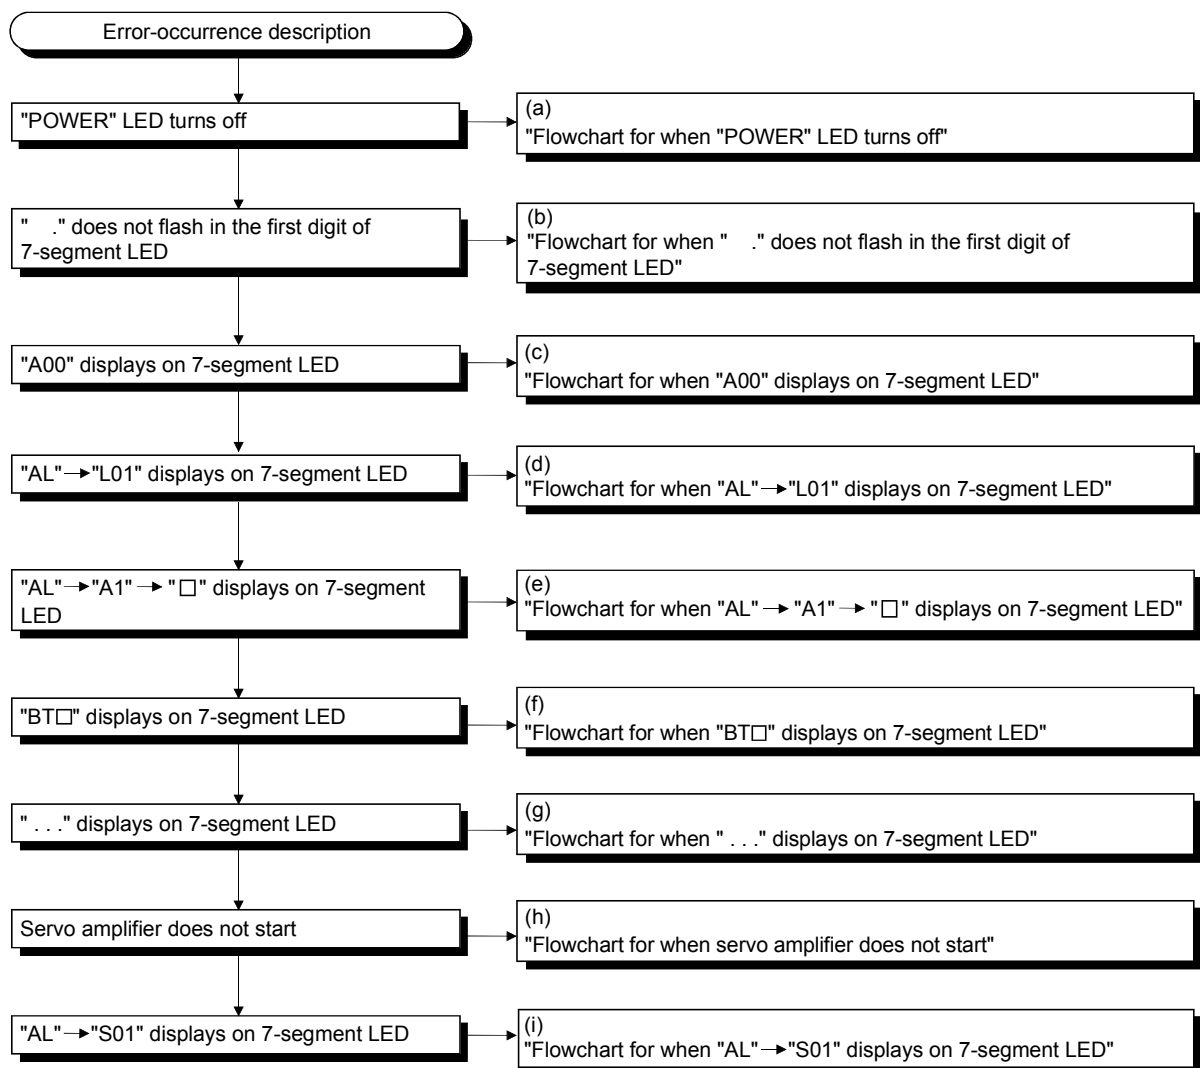 Error-occurrence description
"POWER" LED turns off
(a)
"Flowchart for when "POWER" LED turns off"
"   ." does not flash in the first digit of
7-segment LED
(b)
"Flowchart for when "   ." does not flash in the first digit of
7-segment LED"
"A00" displays on 7-segment LED
(c)
"Flowchart for when "A00" displays on 7-segment LED"
"AL"→"L01" displays on 7-segment LED
(d)
"Flowchart for when "AL"→"L01" displays on 7-segment LED"
"AL"→"A1"→"□" displays on 7-segment
LED
(e)
"Flowchart for when "AL"→"A1"→"□" displays on 7-segment LED"
"BT□" displays on 7-segment LED
(f)
"Flowchart for when "BT□" displays on 7-segment LED"
" . . ." displays on 7-segment LED
(g)
"Flowchart for when " . . ." displays on 7-segment LED"
Servo amplifier does not start
(h)
"Flowchart for when servo amplifier does not start"
"AL"→"S01" displays on 7-segment LED
(i)
"Flowchart for when "AL"→"S01" displays on 7-segment LED"